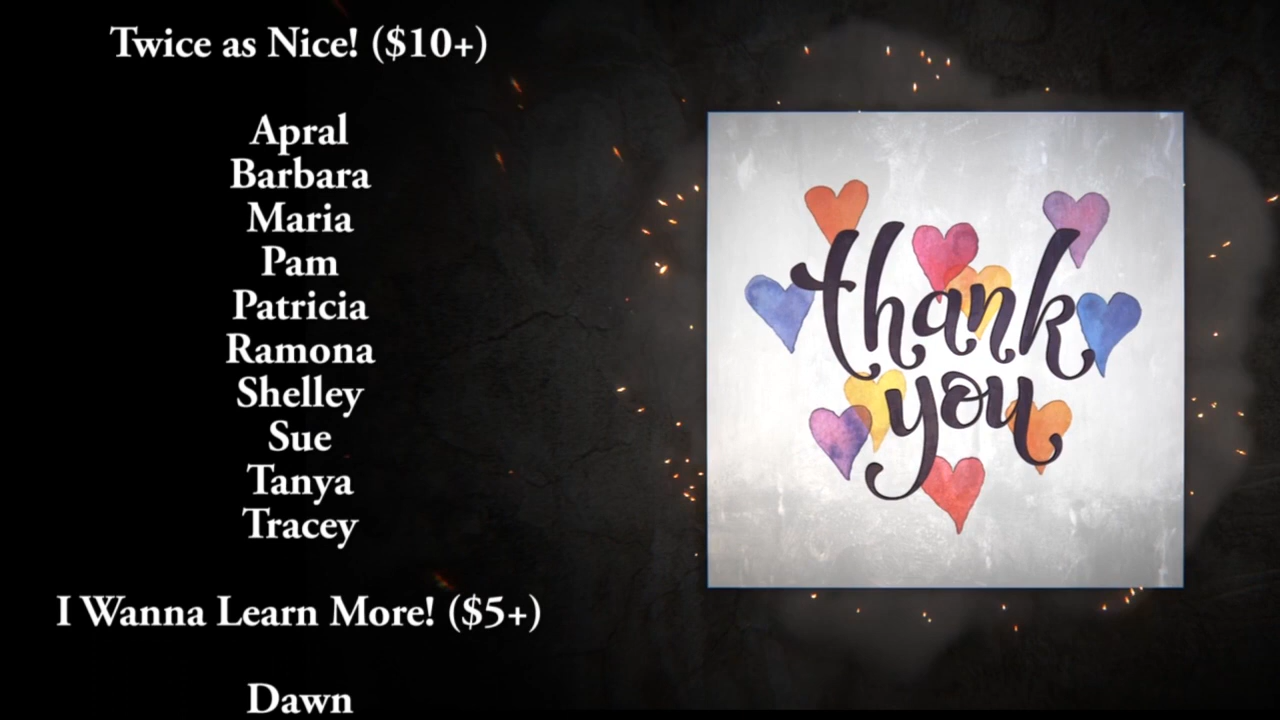 Twice as Nice! ($10+)
Apral
Barbara
Maria
Pam
Patricia
Ramona
Shelley
Sue
Tanya
Tracey
I Wanna Learn More! ($5+)
Dawn
thank
you